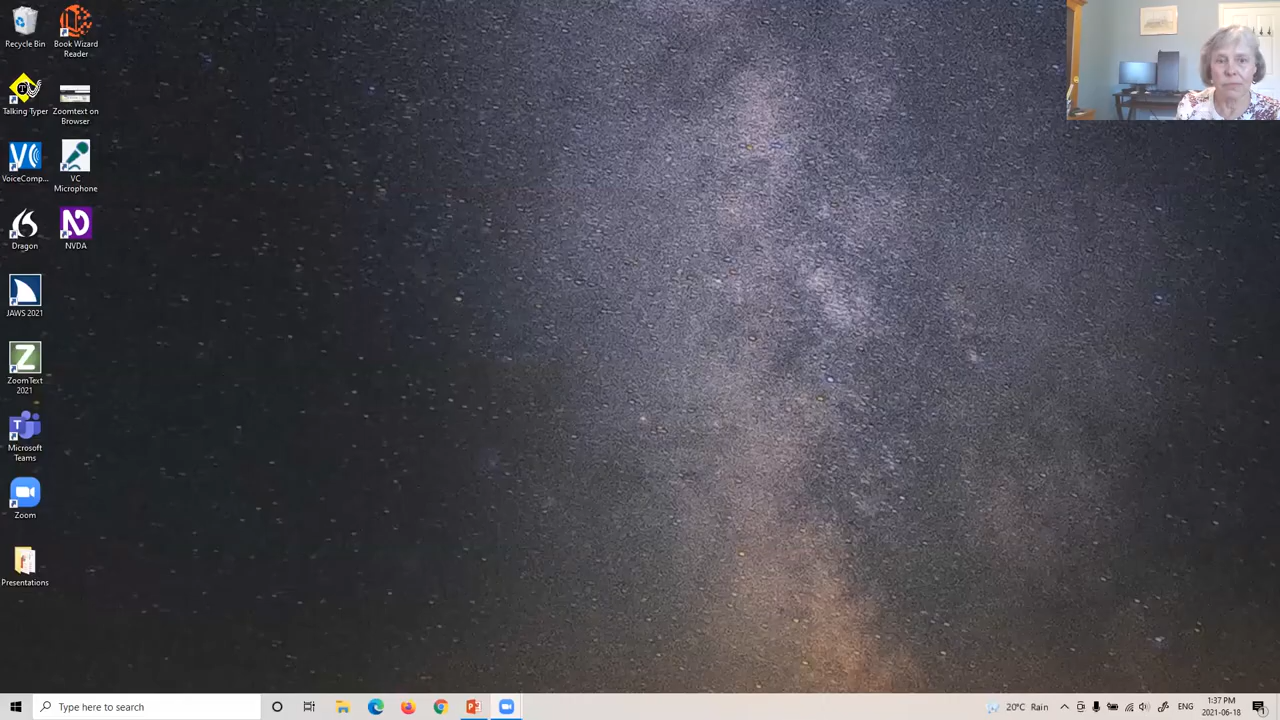 Recycle Bin
Book Wizard
Reader
Talking Typer
Zoomtext on
Browser
VoiceComp...
VC
Microphone
Dragon
NVDA
JAWS 2021
ZoomText
2021
Microsoft
Teams
Zoom
Presentations
Type here to search
20°C Rain
ENG
1:37 PM
2021-06-18